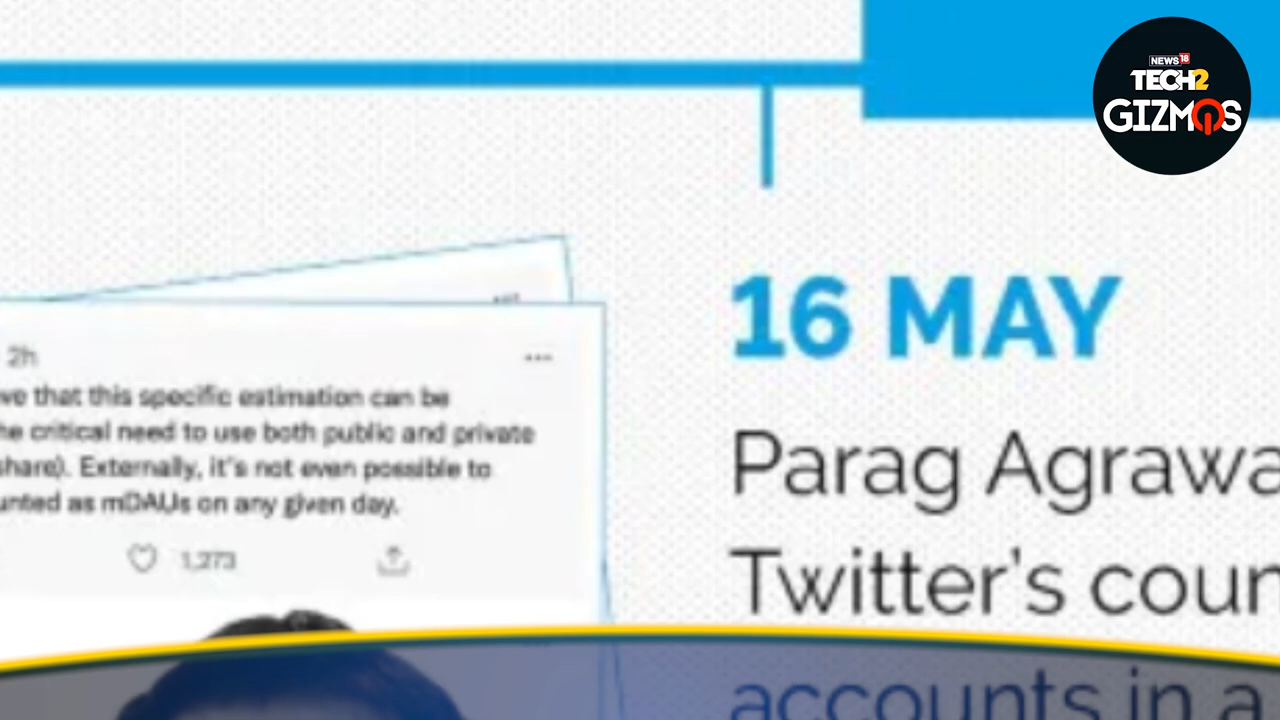 NEWS18
TECH2
GIZMOS
2h
ve that this specific estimation can be
he critical need to use both public and private
share). Externally, it's not even possible to
unted as mDAUs on any given day.
1,273
16 MAY
Parag Agrawa
Twitter's coun
accounts in a